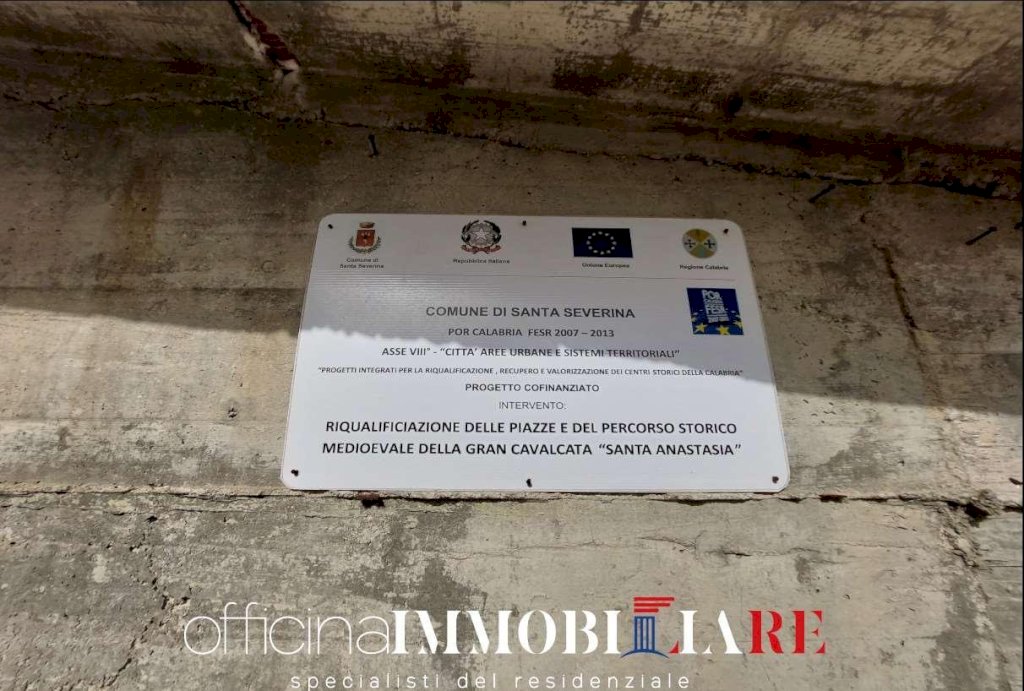 Comune di
Santa Severina
Repubblica Italiana
Unione Europea
Regione Calabria
POR
CALABRIA
FESR
COMUNE DI SANTA SEVERINA
POR CALABRIA FESR 2007 – 2013
ASSE VIII° - “CITTA’ AREE URBANE E SISTEMI TERRITORIALI”
“PROGETTI INTEGRATI PER LA RIQUALIFICAZIONE , RECUPERO E VALORIZZAZIONE DEI CENTRI STORICI DELLA CALABRIA”
PROGETTO COFINANZIATO
INTERVENTO:
RIQUALIFICIAZIONE DELLE PIAZZE E DEL PERCORSO STORICO
MEDIOEVALE DELLA GRAN CAVALCATA “SANTA ANASTASIA”
officinaIMMOBILIARE
specialisti del residenziale